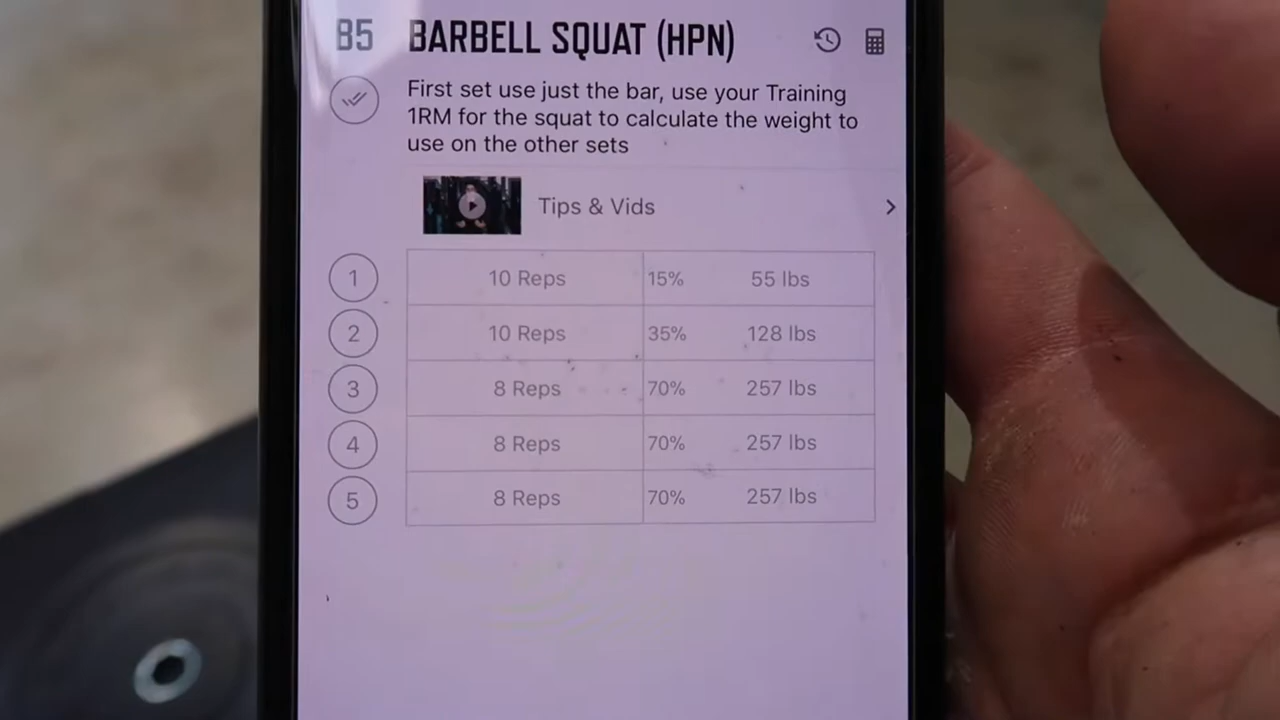 B5 BARBELL SQUAT (HPN)
First set use just the bar, use your Training
1RM for the squat to calculate the weight to
use on the other sets
Tips & Vids
1 10 Reps 15% 55 lbs
2 10 Reps 35% 128 lbs
3 8 Reps 70% 257 lbs
4 8 Reps 70% 257 lbs
5 8 Reps 70% 257 lbs